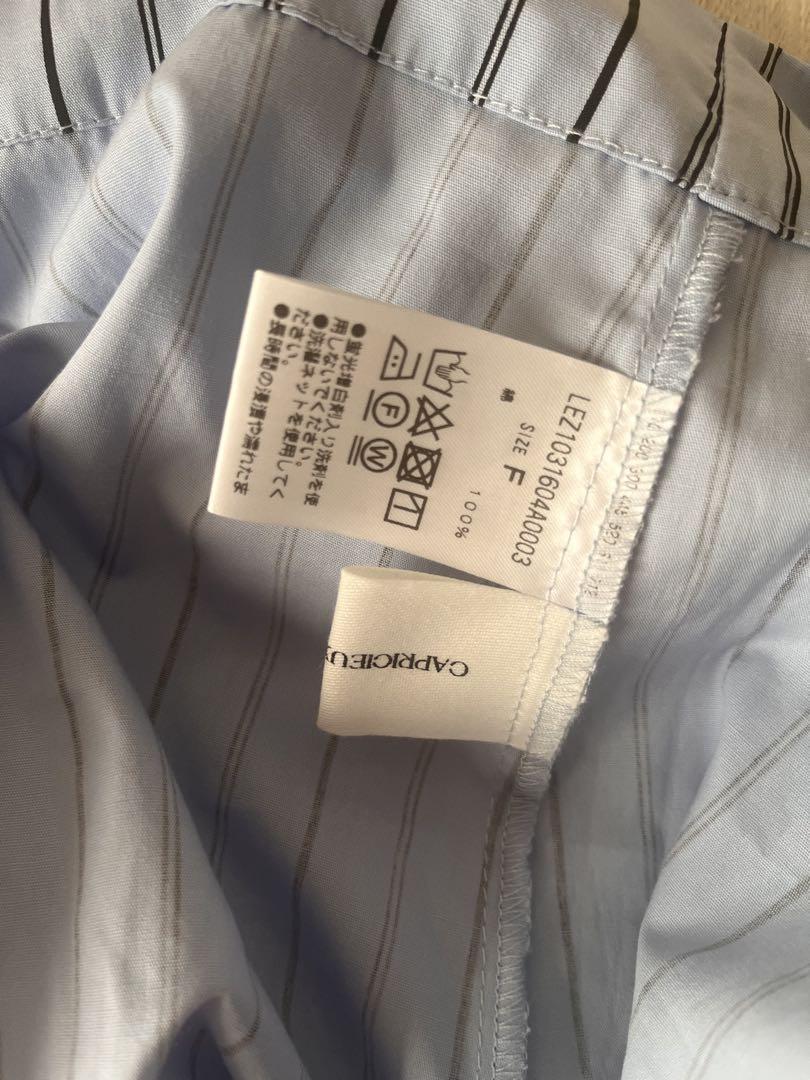 LEZ1031604A0003
SIZE F
綿 100%
F
W
●蛍光増白剤入り洗剤を使
用しないでください。
●洗濯ネットを使用してく
ださい。
●長時間の浸漬や濡れたま
CAPRICIEU